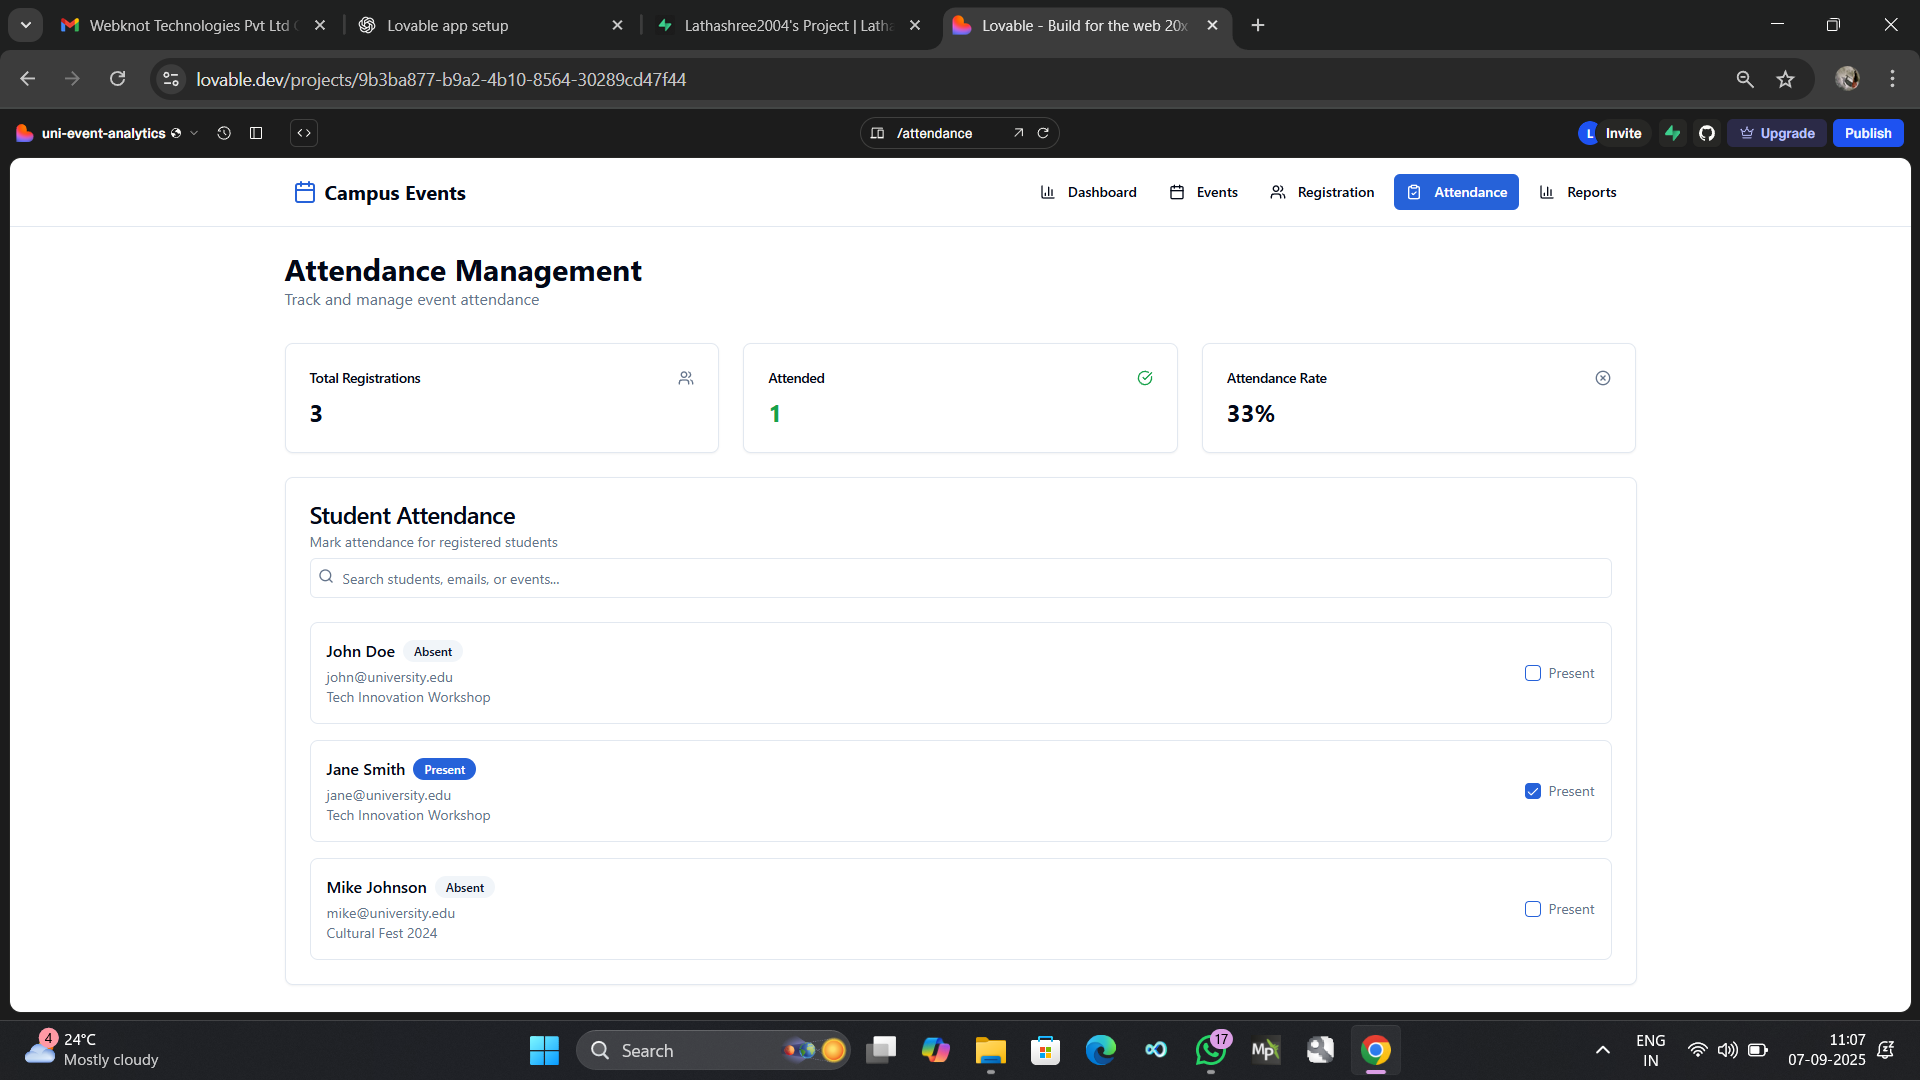 Webknot Technologies Pvt Ltd
Lovable app setup
Lathashree2004's Project | Latha
Lovable - Build for the web 20x
lovable.dev/projects/9b3ba877-b9a2-4b10-8564-30289cd47f44
uni-event-analytics
/attendance
L
Invite
Upgrade
Publish
Campus Events
Dashboard
Events
Registration
Attendance
Reports
Attendance Management
Track and manage event attendance
Total Registrations
3
Attended
1
Attendance Rate
33%
Student Attendance
Mark attendance for registered students
Search students, emails, or events...
John Doe Absent
john@university.edu
Tech Innovation Workshop
Present
Jane Smith Present
jane@university.edu
Tech Innovation Workshop
Present
Mike Johnson Absent
mike@university.edu
Cultural Fest 2024
Present
4
24°C
Mostly cloudy
Search
17
ENG
IN
11:07
07-09-2025